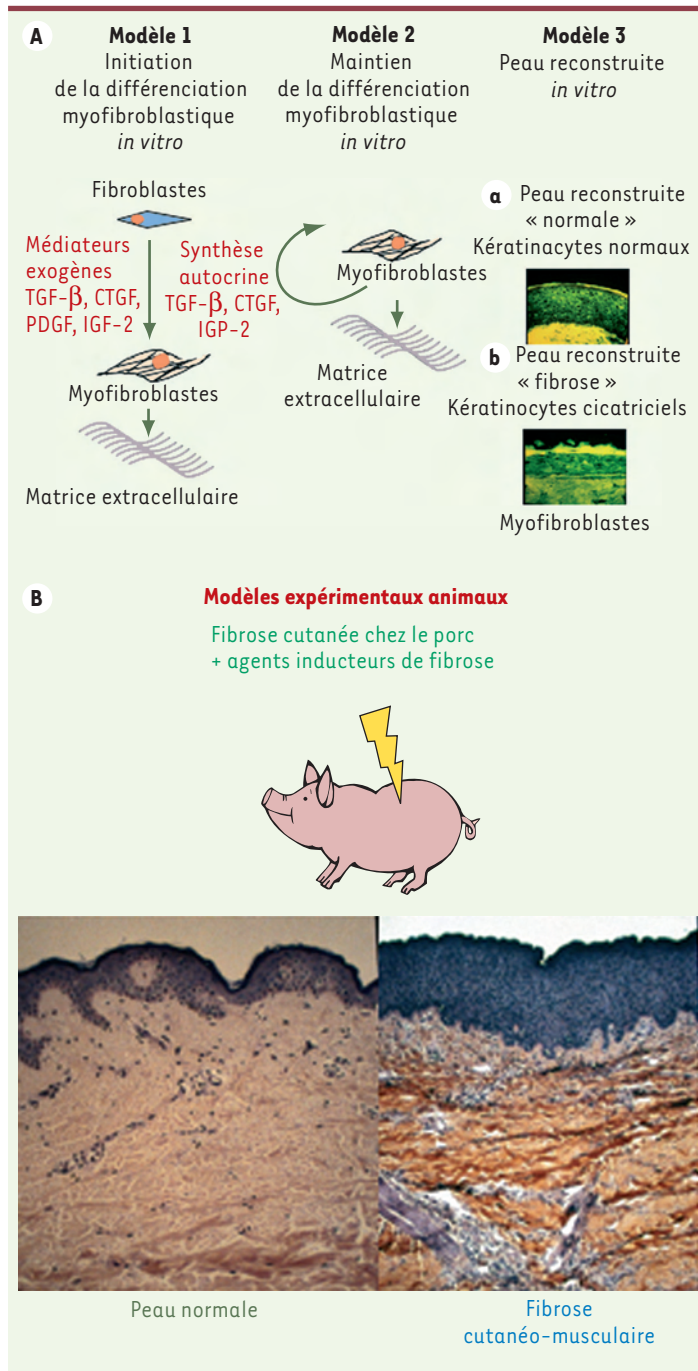 A
Modèle 1
Initiation
de la différenciation
myofibroblastique
in vitro
Modèle 2
Maintien
de la différenciation
myofibroblastique
in vitro
Modèle 3
Peau reconstruite
in vitro
Fibroblastes
Médiateurs
exogènes
TGF-β, CTGF,
PDGF, IGF-2
Myofibroblastes
Matrice extracellulaire
Synthèse
autocrine
TGF-β, CTGF,
IGP-2
Myofibroblastes
Matrice
extracellulaire
a Peau reconstruite
« normale »
Kératinacytes normaux
b Peau reconstruite
« fibrose »
Kératinocytes cicatriciels
Myofibroblastes
B
Modèles expérimentaux animaux
Fibrose cutanée chez le porc
+ agents inducteurs de fibrose
Peau normale
Fibrose
cutanéo-musculaire